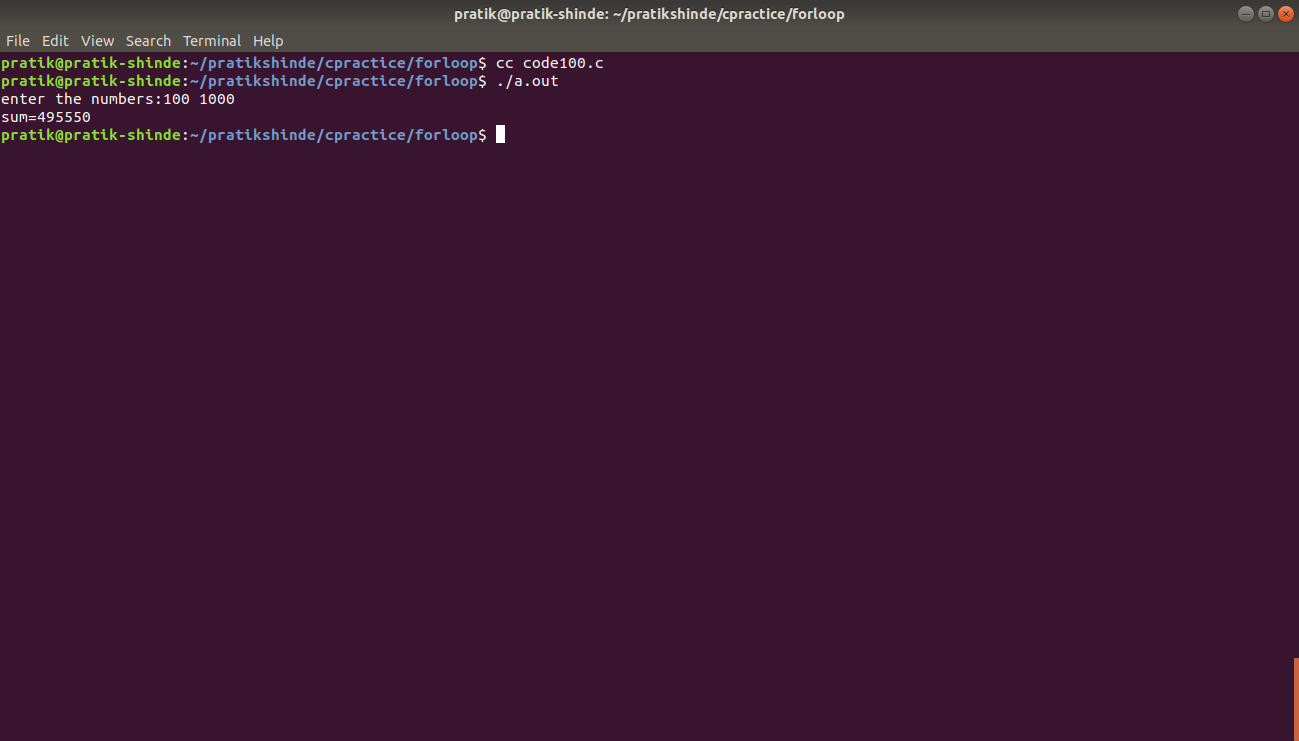 pratik@pratik-shinde: ~/pratikshinde/cpractice/forloop
File Edit View Search Terminal Help
pratik@pratik-shinde:~/pratikshinde/cpractice/forloop$ cc code100.c
pratik@pratik-shinde:~/pratikshinde/cpractice/forloop$ ./a.out
enter the numbers:100 1000
sum=495550
pratik@pratik-shinde:~/pratikshinde/cpractice/forloop$